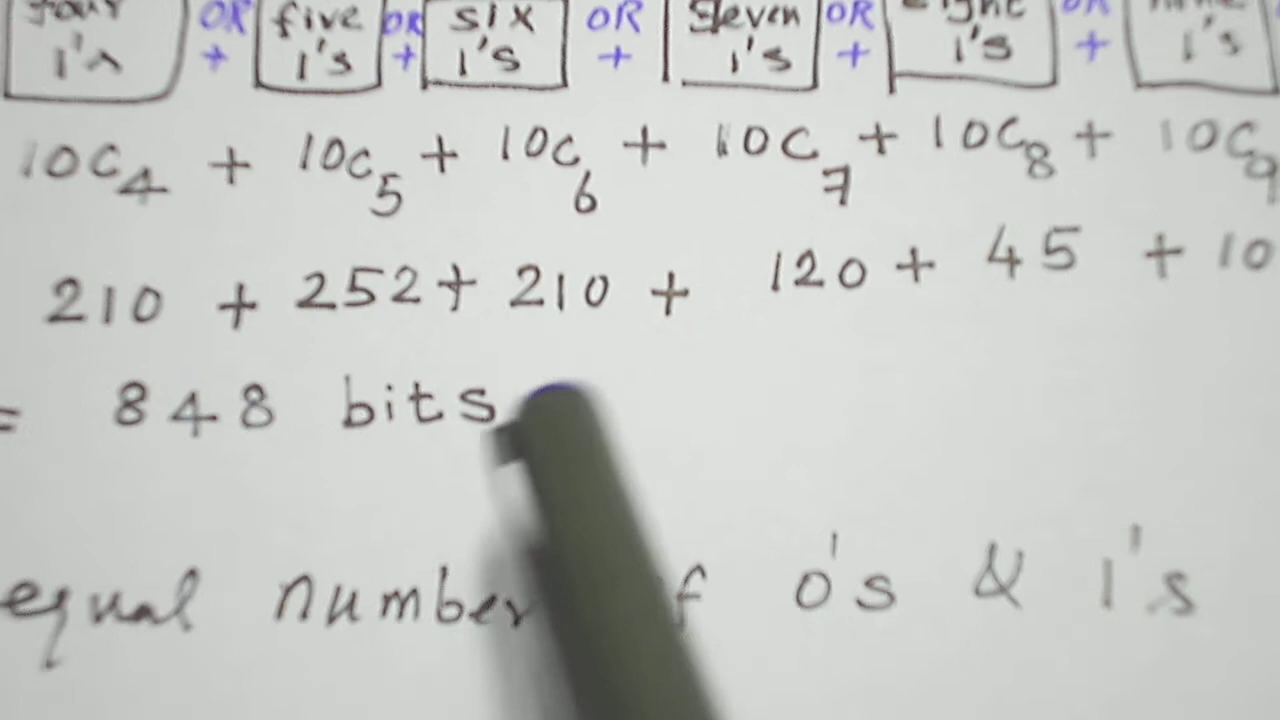 four OR five OR six OR Seven OR eight OR nine
1's + 1's + 1's + 1's + 1's + 1's
10C4 + 10C5 + 10C6 + 10C7 + 10C8 + 10C9
210 + 252 + 210 + 120 + 45 + 10
= 848 bits
equal number f 0's & 1's